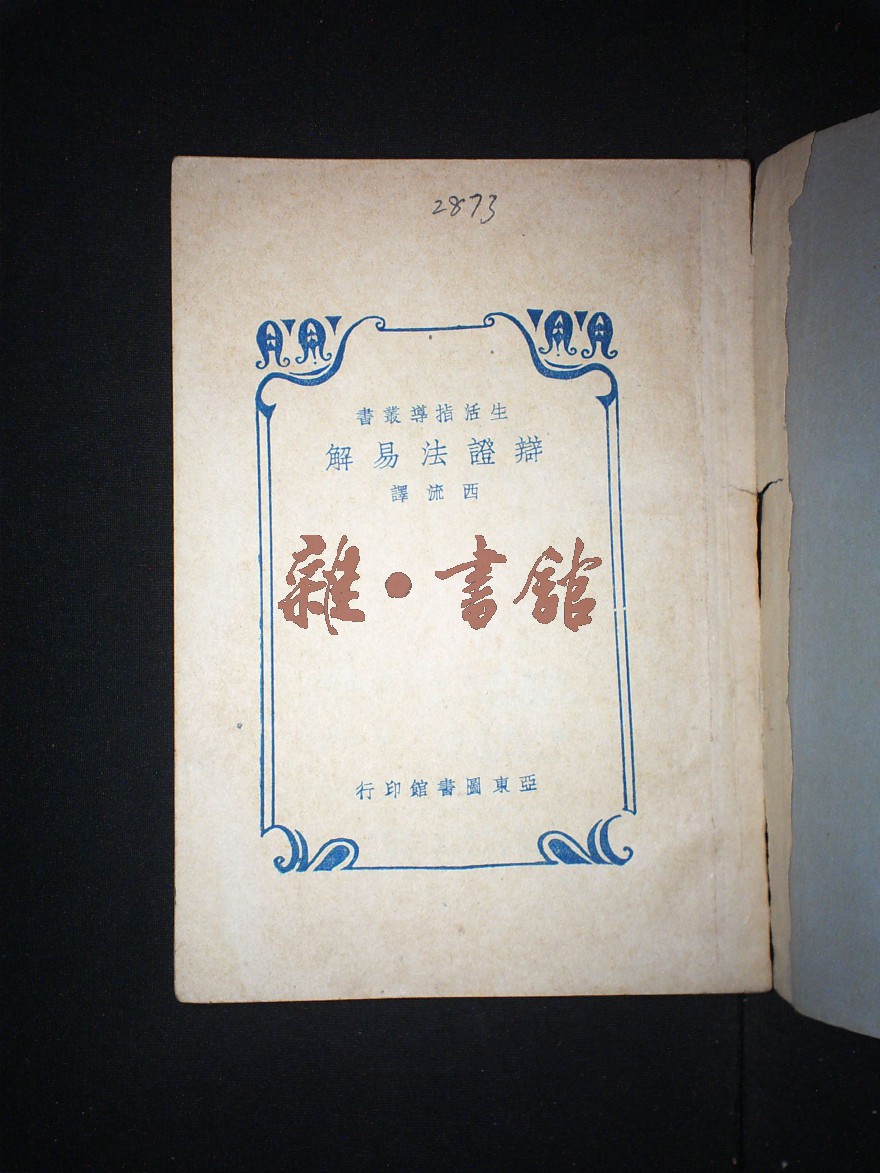 2873
生活指導叢書
辯證法易解
西流譯
雜·書館
亞東圖書館印行